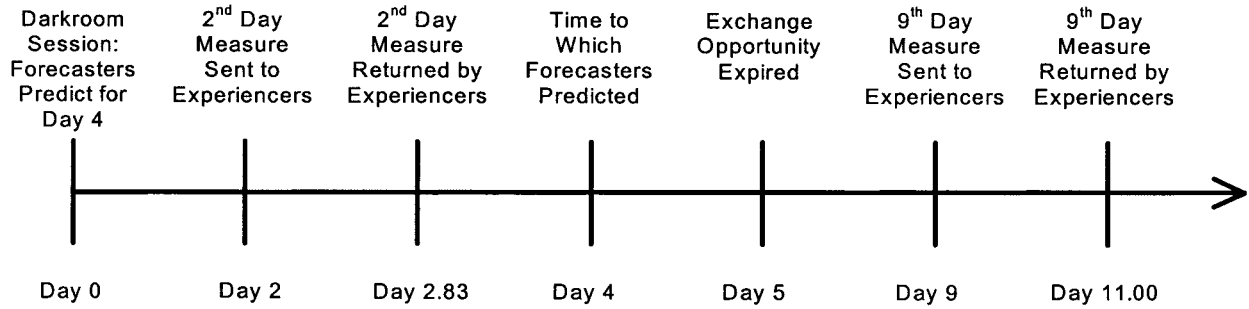 Darkroom
Session:
Forecasters
Predict for
Day 4
2nd Day
Measure
Sent to
Experiencers
2nd Day
Measure
Returned by
Experiencers
Time to
Which
Forecasters
Predicted
Exchange
Opportunity
Expired
9th Day
Measure
Sent to
Experiencers
9th Day
Measure
Returned by
Experiencers
Day 0
Day 2
Day 2.83
Day 4
Day 5
Day 9
Day 11.00